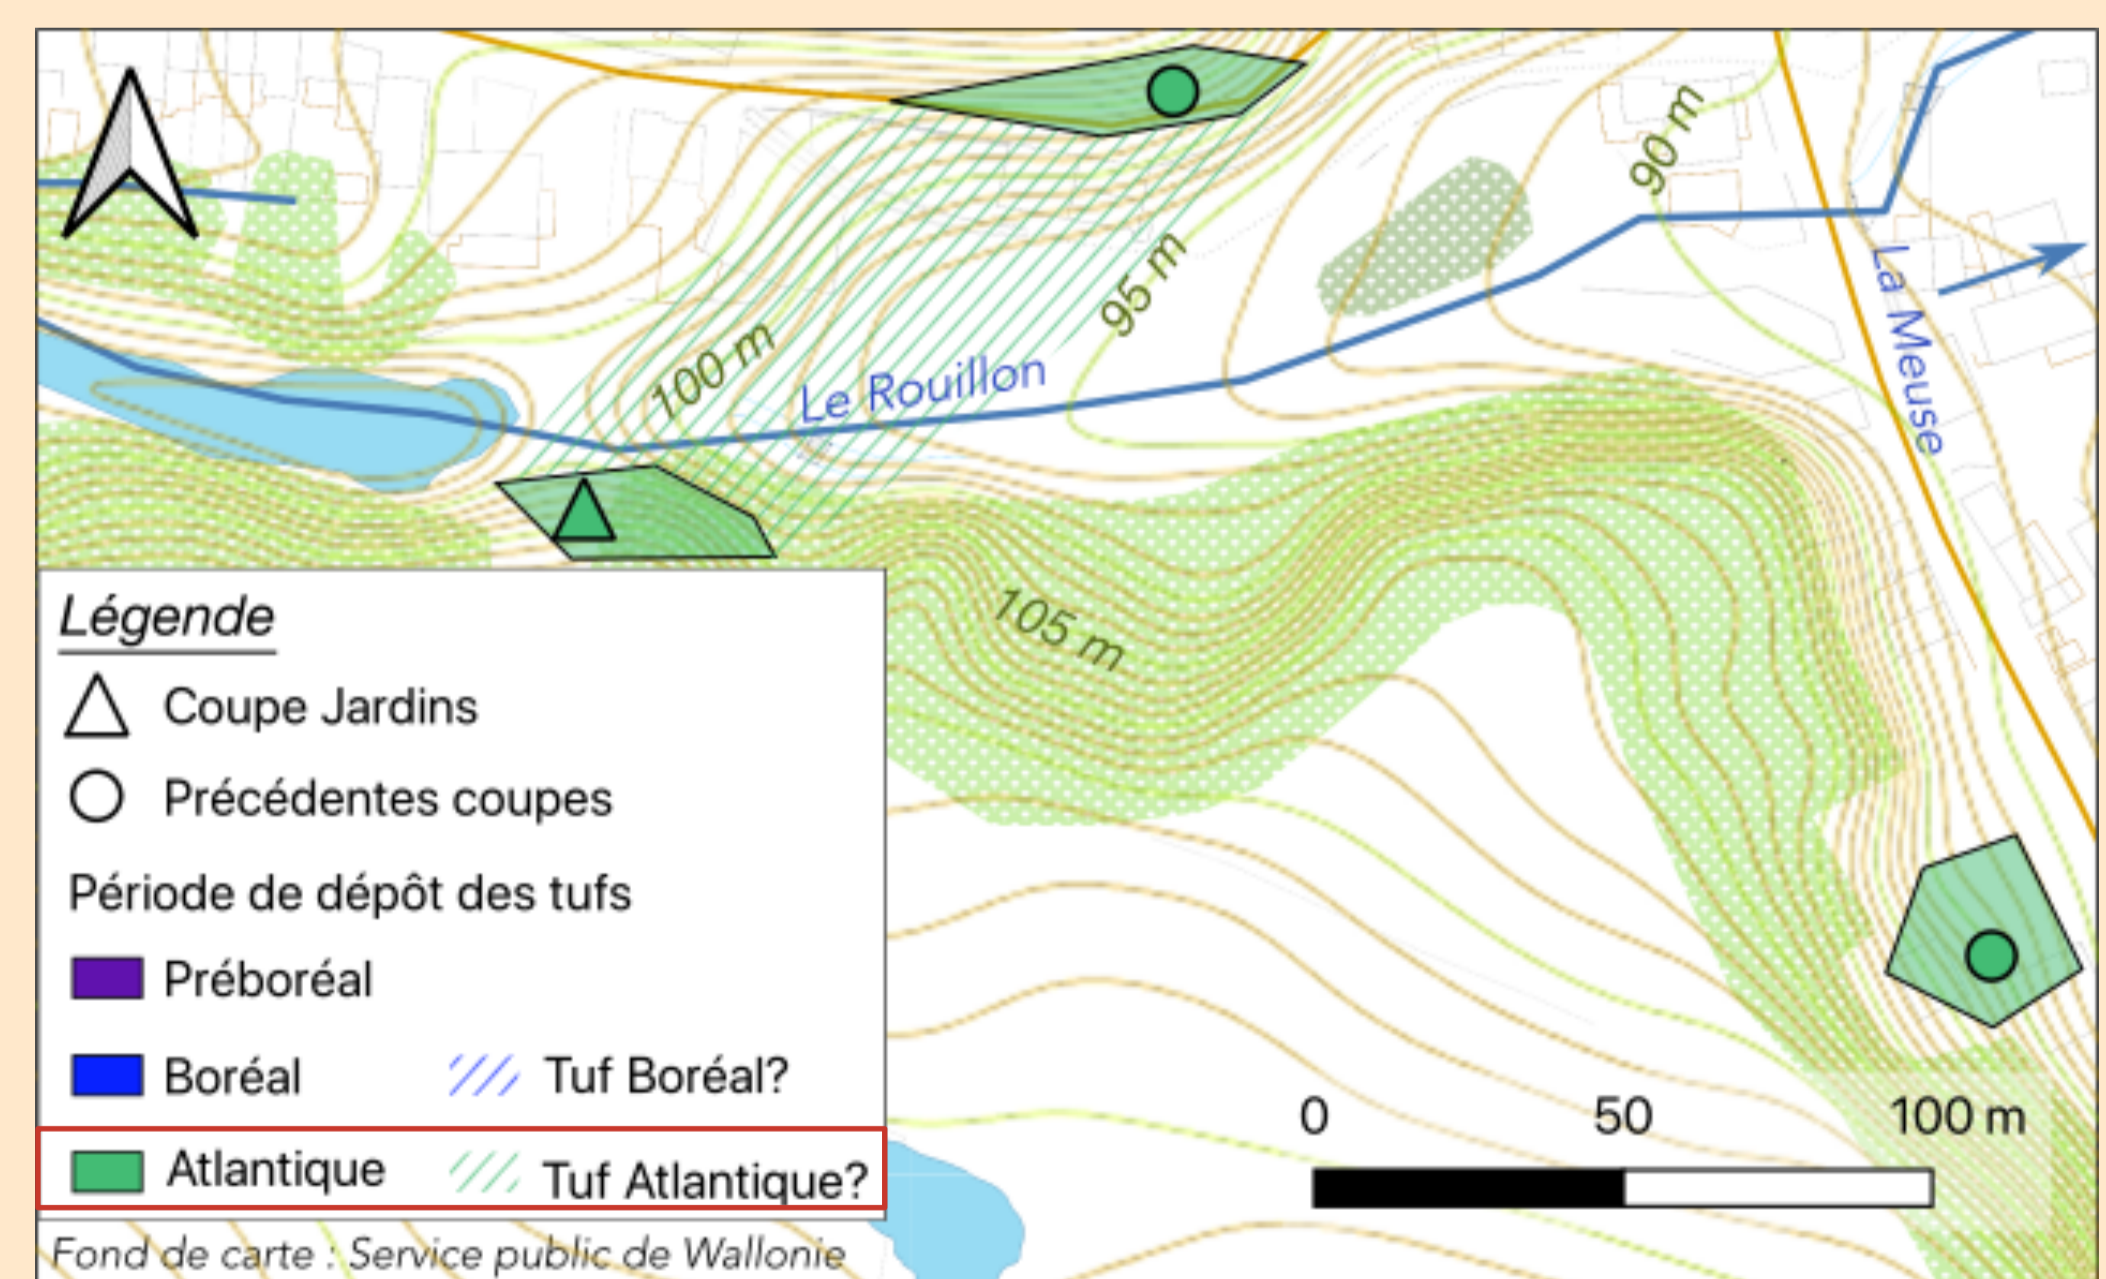 90 m
95 m
100 m
Le Rouillon
La Meuse
105 m
Légende
Coupe Jardins
Précédentes coupes
Période de dépôt des tufs
Préboréal
Boréal
Tuf Boréal?
Atlantique
Tuf Atlantique?
0 50 100 m
Fond de carte : Service public de Wallonie